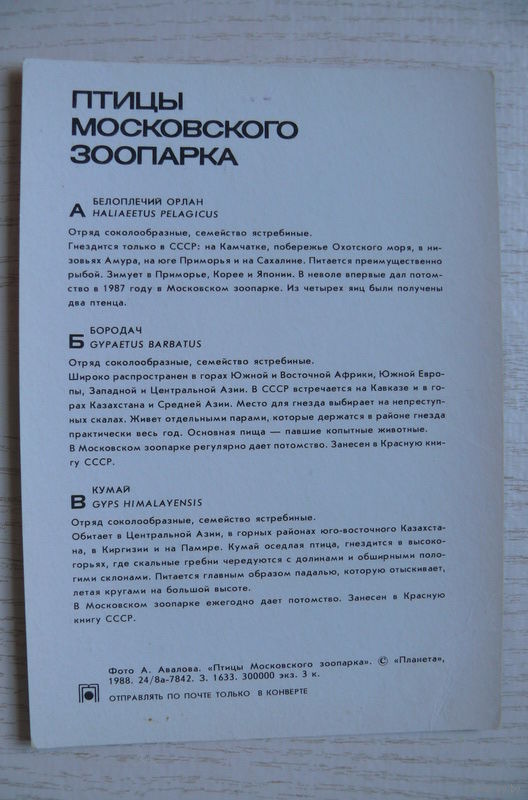 ПТИЦЫ
МОСКОВСКОГО
ЗООПАРКА
А БЕЛОПЛЕЧИЙ ОРЛАН
HALIAEETUS PELAGICUS
Отряд соколообразные, семейство ястребиные.
Гнездится только в СССР: на Камчатке, побережье Охотского моря, в ни-
зовьях Амура, на юге Приморья и на Сахалине. Питается преимущественно
рыбой. Зимует в Приморье, Корее и Японии. В неволе впервые дал потом-
ство в 1987 году в Московском зоопарке. Из четырех яиц были получены
два птенца.
Б БОРОДАЧ
GYPAETUS BARBATUS
Отряд соколообразные, семейство ястребиные.
Широко распространен в горах Южной и Восточной Африки, Южной Евро-
пы, Западной и Центральной Азии. В СССР встречается на Кавказе и в го-
рах Казахстана и Средней Азии. Место для гнезда выбирает на неприступ-
ных скалах. Живет отдельными парами, которые держатся в районе гнезда
практически весь год. Основная пища — павшие копытные животные.
В Московском зоопарке регулярно дает потомство. Занесен в Красную кни-
гу СССР.
В КУМАЙ
GYPS HIMALAYENSIS
Отряд соколообразные, семейство ястребиные.
Обитает в Центральной Азии, в горных районах юго-восточного Казахста-
на, в Киргизии и на Памире. Кумай оседлая птица, гнездится в высоко-
горьях, где скальные гребни чередуются с долинами и обширными поло-
гими склонами. Питается главным образом падалью, которую отыскивает,
летая кругами на большой высоте.
В Московском зоопарке ежегодно дает потомство. Занесен в Красную
книгу СССР.
Фото А. Авалова. «Птицы Московского зоопарка». © «Планета»,
1988. 24/8а-7842. З. 1633. 300000 экз. 3 к.
ОТПРАВЛЯТЬ ПО ПОЧТЕ ТОЛЬКО В КОНВЕРТЕ